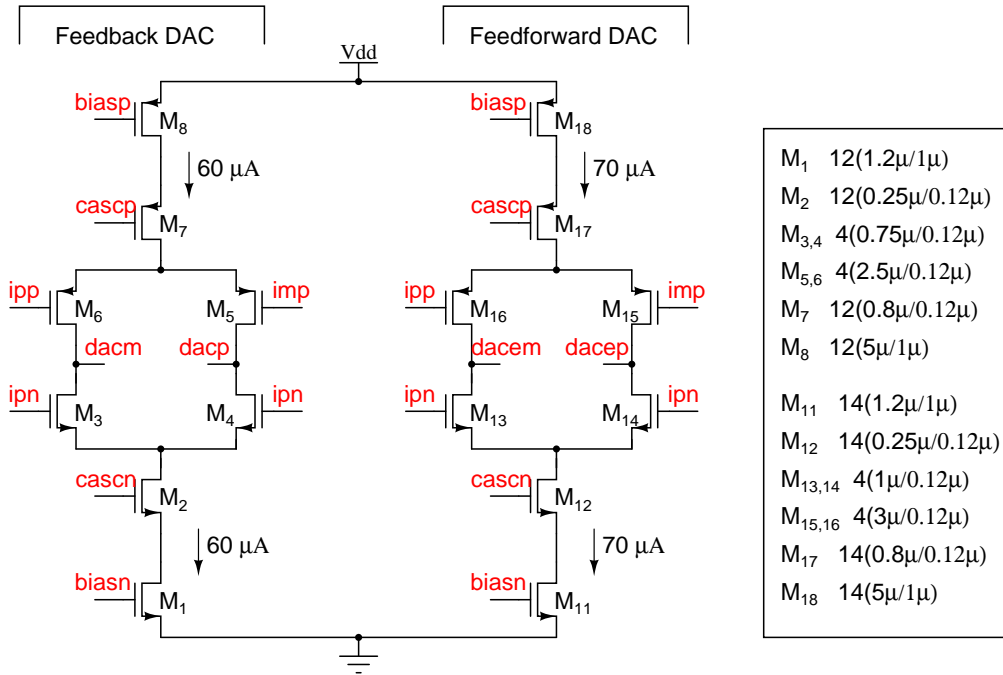 Feedback DAC
Feedforward DAC
Vdd
biasp
M8
biasp
M18
60 μA
70 μA
cascp
M7
cascp
M17
ipp
M6
M5
imp
ipp
M16
M15
imp
dacm
dacp
dacem
dacep
ipn
M3
M4
ipn
ipn
M13
M14
ipn
cascn
M2
cascn
M12
60 μA
70 μA
biasn
M1
biasn
M11
M1 12(1.2μ/1μ)
M2 12(0.25μ/0.12μ)
M3,4 4(0.75μ/0.12μ)
M5,6 4(2.5μ/0.12μ)
M7 12(0.8μ/0.12μ)
M8 12(5μ/1μ)
M11 14(1.2μ/1μ)
M12 14(0.25μ/0.12μ)
M13,14 4(1μ/0.12μ)
M15,16 4(3μ/0.12μ)
M17 14(0.8μ/0.12μ)
M18 14(5μ/1μ)